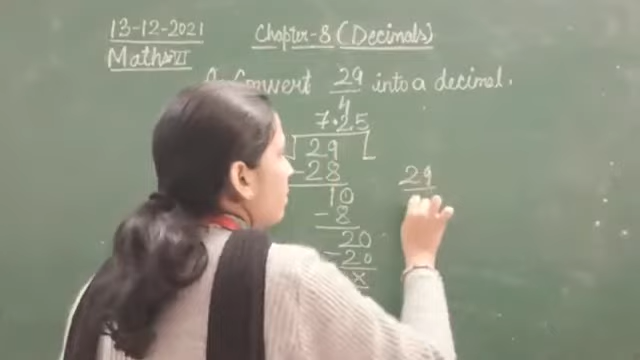 13-12-2021
Maths VI
Chapter-8 (Decimals)
Convert 29/4 into a decimal.
7.25
29
-28
10
-8
20
-20
x
29